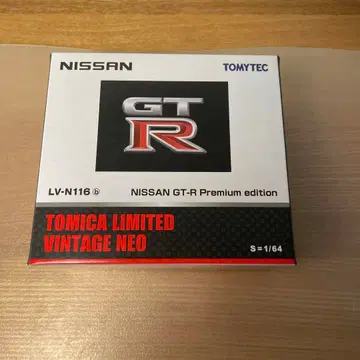 NISSAN TOMYTEC
GT
R
LV-N116 ⓑ NISSAN GT-R Premium edition
TOMICA LIMITED
VINTAGE NEO
S=1/64